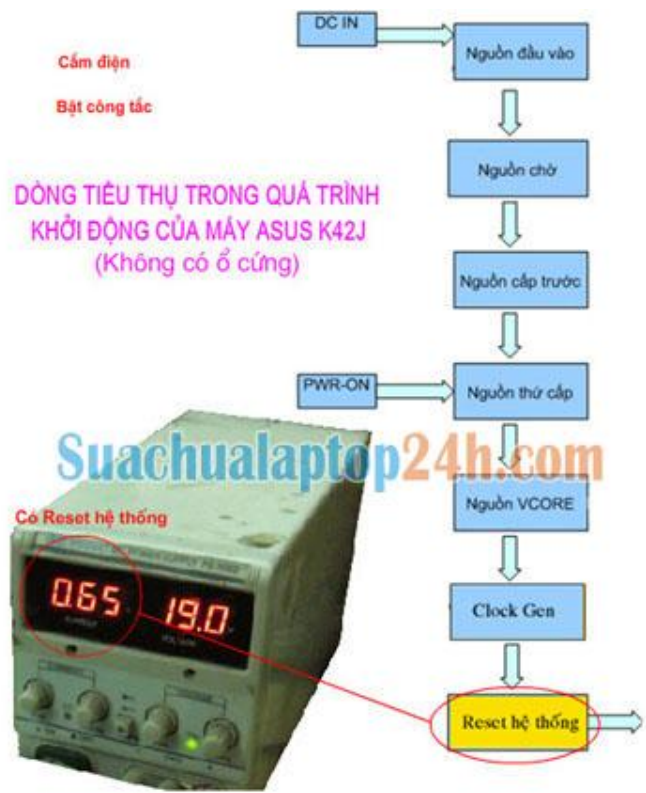 DC IN
Nguồn đầu vào
Cắm điện
Bật công tắc
Nguồn chờ
DÒNG TIÊU THỤ TRONG QUÁ TRÌNH
KHỞI ĐỘNG CỦA MÁY ASUS K42J
(Không có ổ cứng)
Nguồn cấp trước
PWR-ON
Nguồn thứ cấp
Suachualaptop24h.com
Nguồn VCORE
Có Reset hệ thống
0.65
19.0
Clock Gen
Reset hệ thống